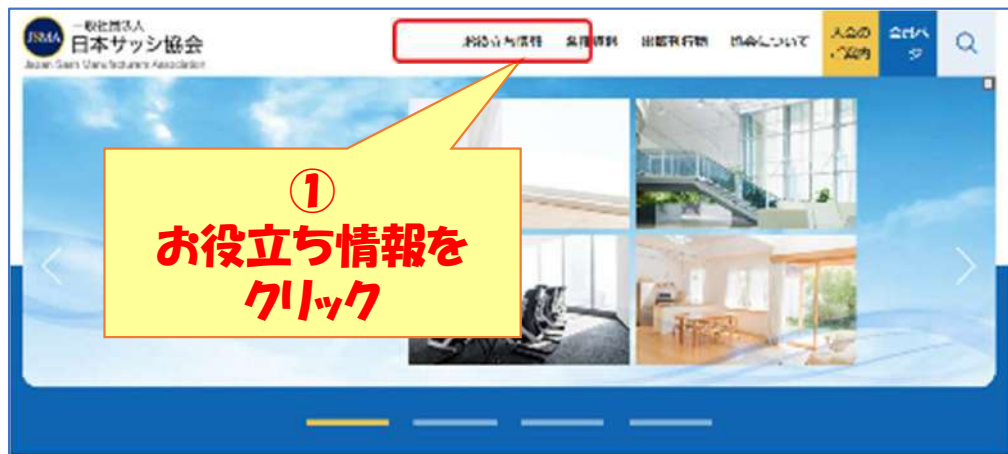 JSMA
一般社団法人
日本サッシ協会
Japan Sash Manufacturers Association
お役立ち情報 各種資料 出版刊行物 協会について
入会の
ご案内
会員ペ
ージ
①
お役立ち情報を
クリック